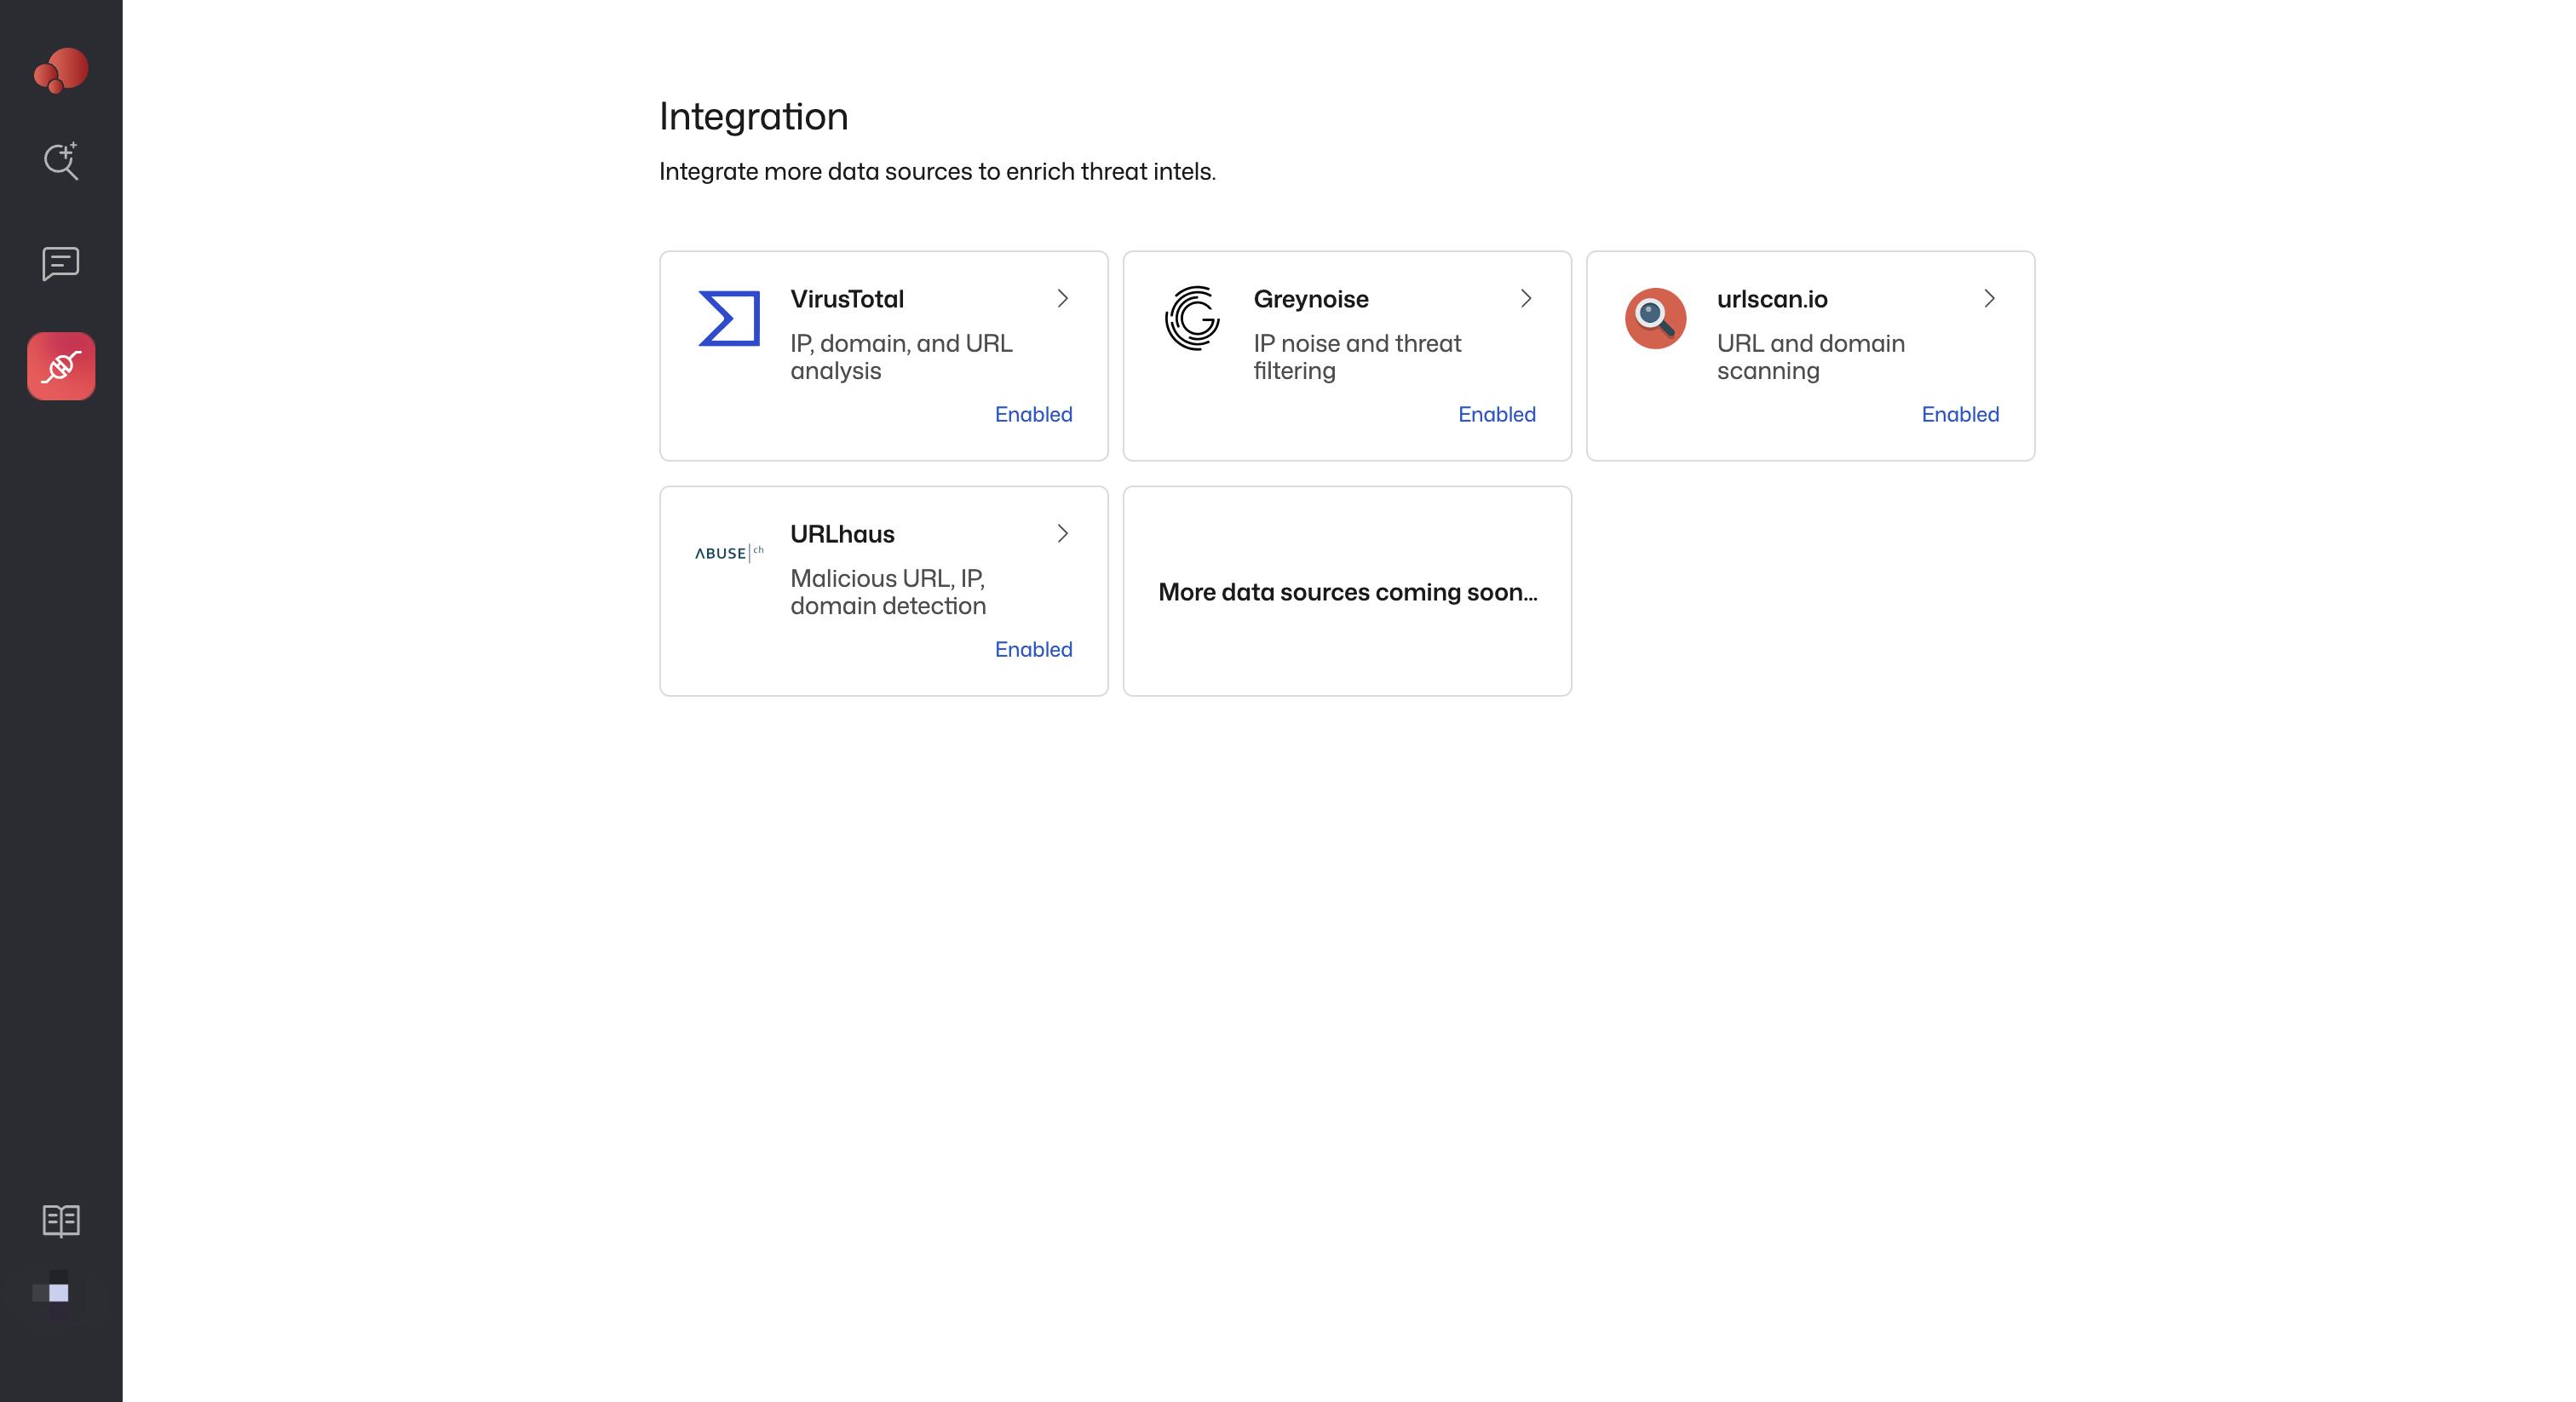 Integration
Integrate more data sources to enrich threat intels.
VirusTotal
IP, domain, and URL
analysis
Enabled
Greynoise
IP noise and threat
filtering
Enabled
urlscan.io
URL and domain
scanning
Enabled
ABUSE|ch
URLhaus
Malicious URL, IP,
domain detection
Enabled
More data sources coming soon...